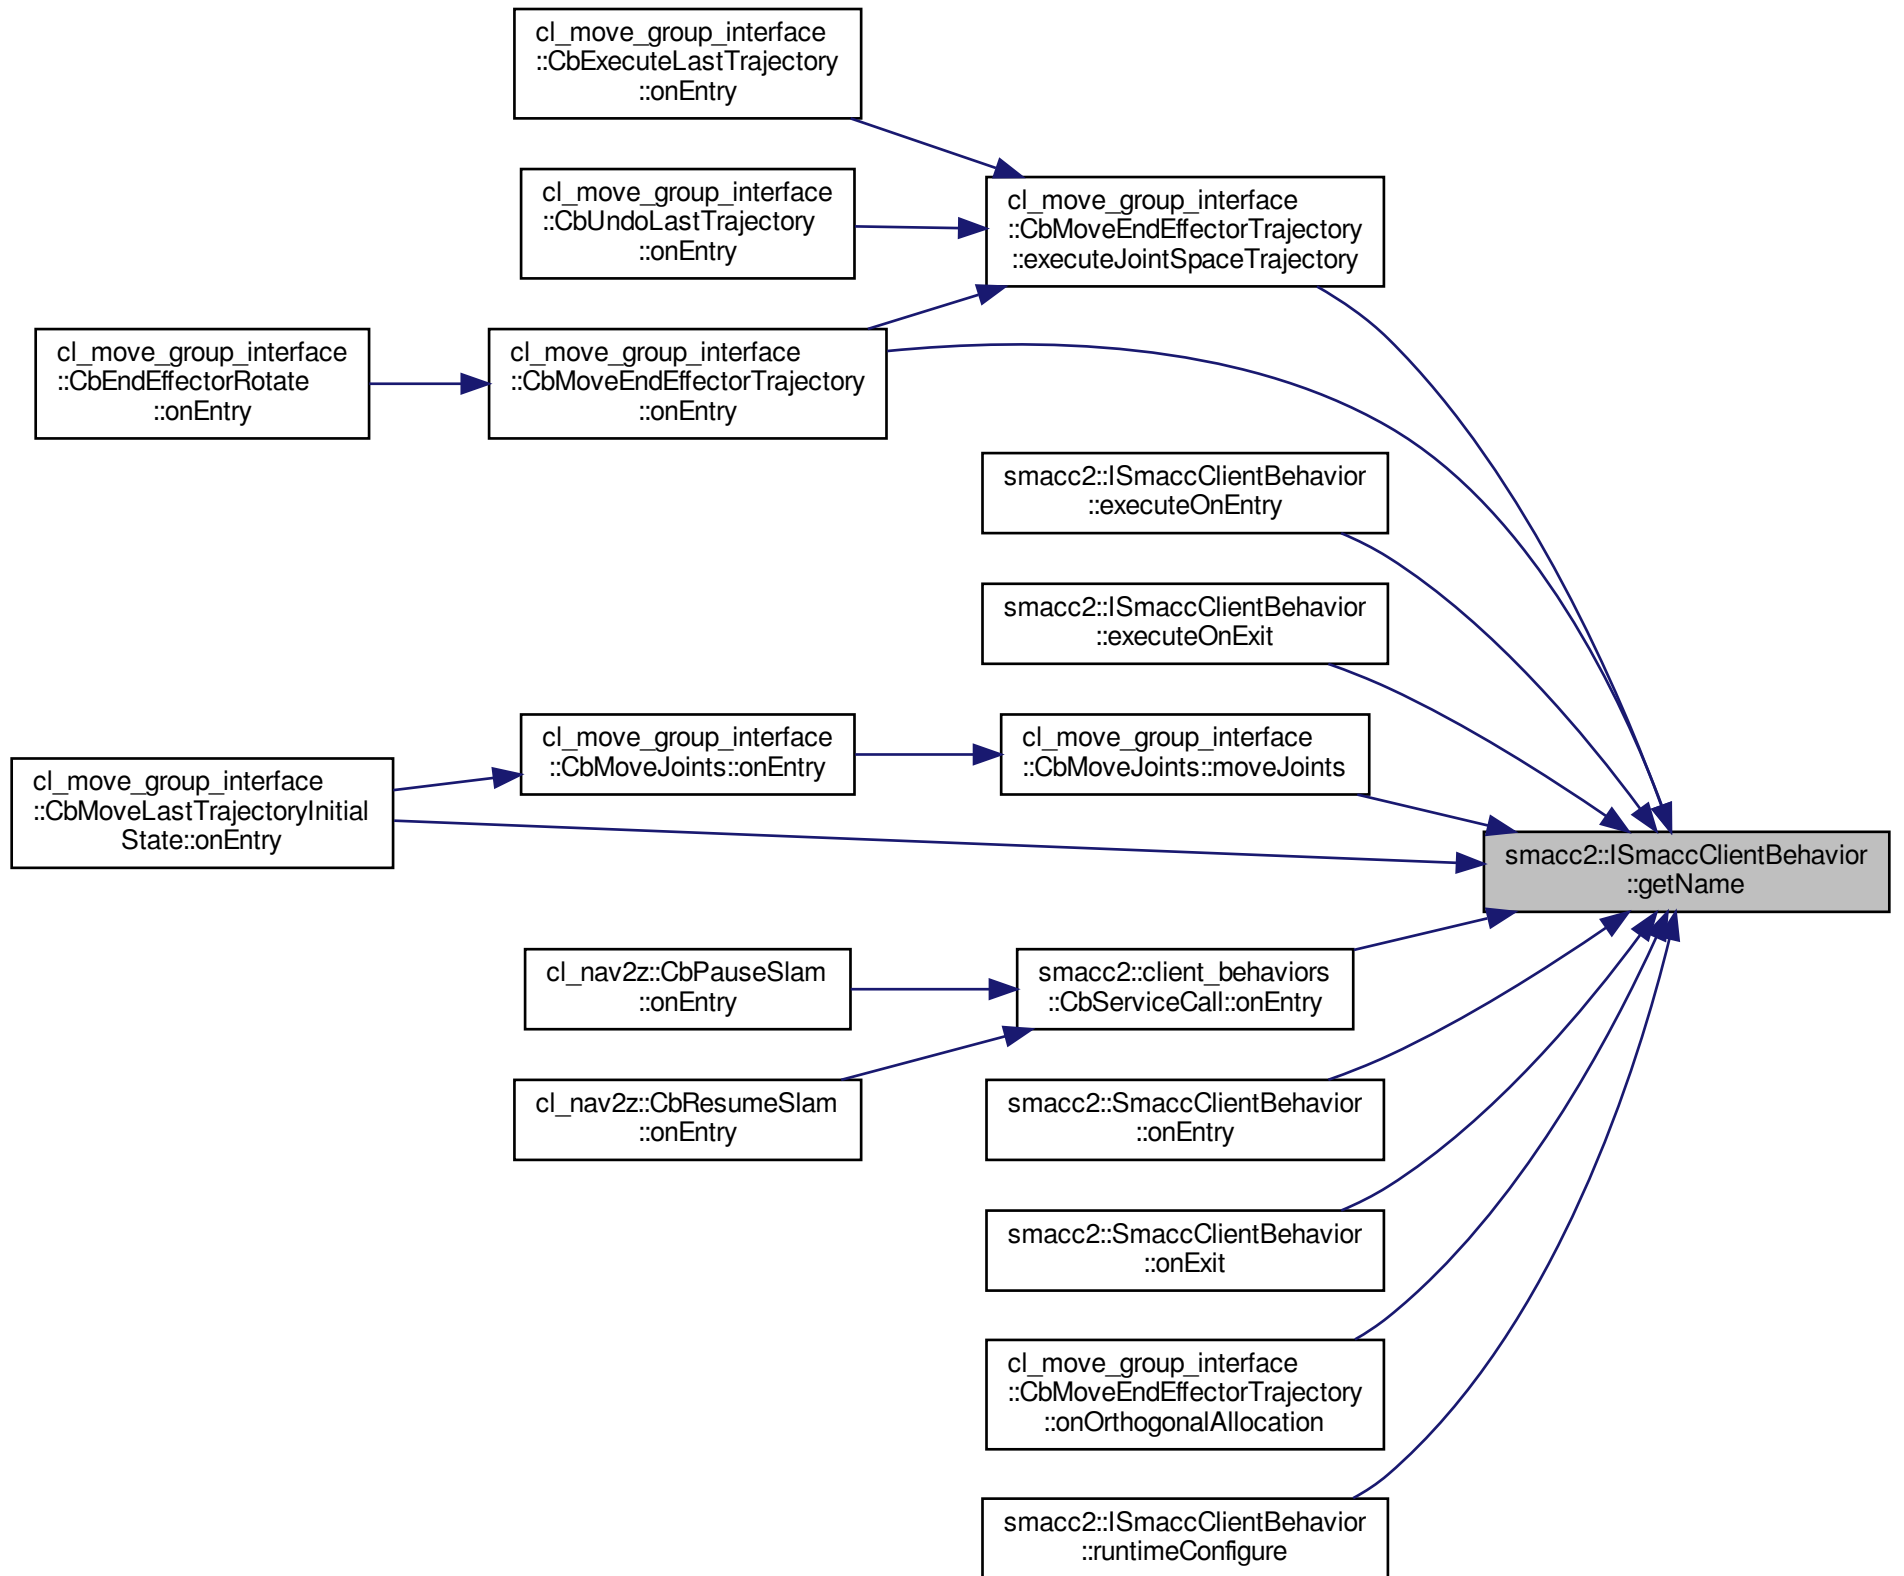 cl_move_group_interface
::CbExecuteLastTrajectory
::onEntry
cl_move_group_interface
::CbUndoLastTrajectory
::onEntry
cl_move_group_interface
::CbMoveEndEffectorTrajectory
::executeJointSpaceTrajectory
cl_move_group_interface
::CbEndEffectorRotate
::onEntry
cl_move_group_interface
::CbMoveEndEffectorTrajectory
::onEntry
smacc2::ISmaccClientBehavior
::executeOnEntry
smacc2::ISmaccClientBehavior
::executeOnExit
cl_move_group_interface
::CbMoveLastTrajectoryInitial
State::onEntry
cl_move_group_interface
::CbMoveJoints::onEntry
cl_move_group_interface
::CbMoveJoints::moveJoints
smacc2::ISmaccClientBehavior
::getName
cl_nav2z::CbPauseSlam
::onEntry
smacc2::client_behaviors
::CbServiceCall::onEntry
cl_nav2z::CbResumeSlam
::onEntry
smacc2::SmaccClientBehavior
::onEntry
smacc2::SmaccClientBehavior
::onExit
cl_move_group_interface
::CbMoveEndEffectorTrajectory
::onOrthogonalAllocation
smacc2::ISmaccClientBehavior
::runtimeConfigure